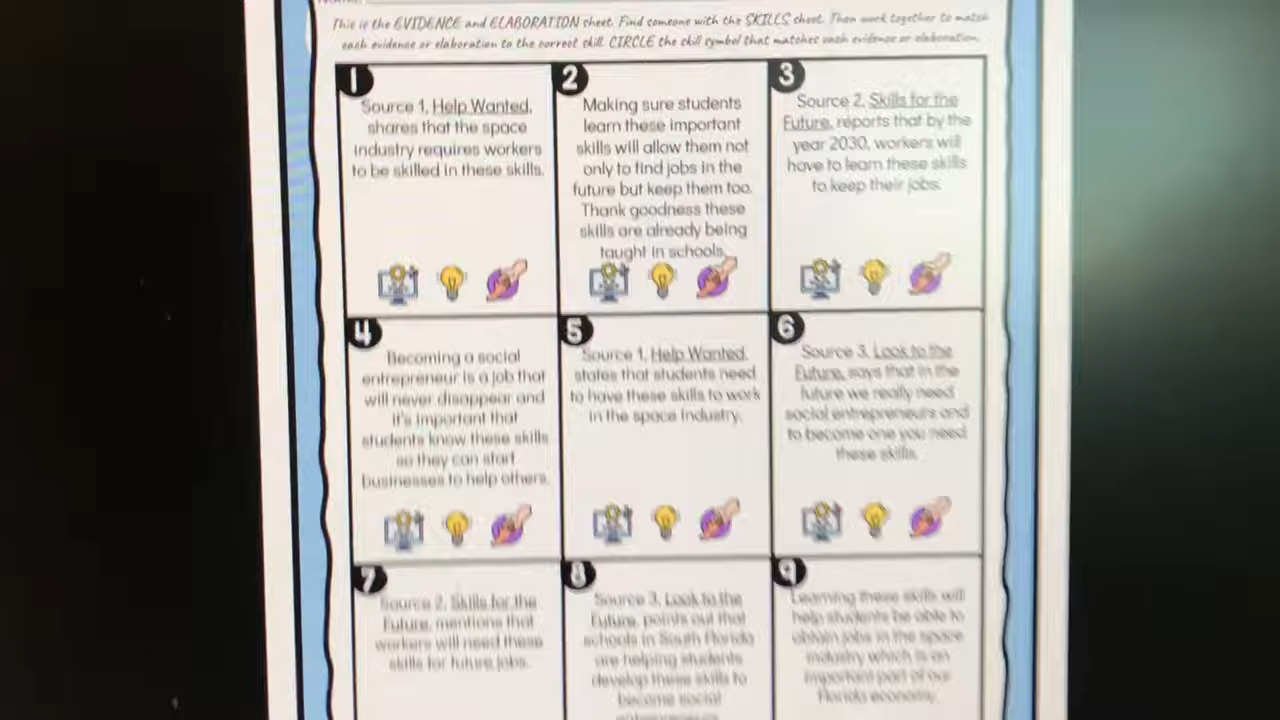 This is the EVIDENCE and ELABORATION sheet. Find someone with the SKILLS sheet. Then work together to match
each evidence or elaboration to the correct skill. CIRCLE the skill symbol that matches each evidence or elaboration.
1
Source 1, Help Wanted,
shares that the space
industry requires workers
to be skilled in these skills.
2
Making sure students
learn these important
skills will allow them not
only to find jobs in the
future but keep them too.
Thank goodness these
skills are already being
taught in schools.
3
Source 2, Skills for the
Future, reports that by the
year 2030, workers will
have to learn these skills
to keep their jobs.
4
Becoming a social
entrepreneur is a job that
will never disappear and
it's important that
students know these skills
so they can start
businesses to help others.
5
Source 1, Help Wanted,
states that students need
to have these skills to work
in the space industry.
6
Source 3, Look to the
Future, says that in the
future we really need
social entrepreneurs and
to become one you need
these skills.
7
Source 2, Skills for the
Future, mentions that
workers will need these
skills for future jobs.
8
Source 3, Look to the
Future, points out that
schools in South Florida
are helping students
develop these skills to
become social
entrepreneurs.
9
Learning these skills will
help students be able to
obtain jobs in the space
industry which is an
important part of our
Florida economy.